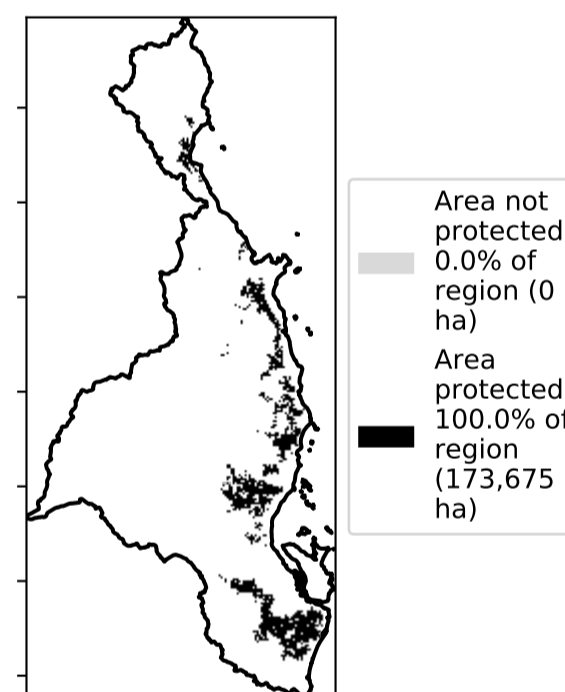 Area not
protected
0.0% of
region (0
ha)
Area
protected
100.0% of
region
(173,675
ha)